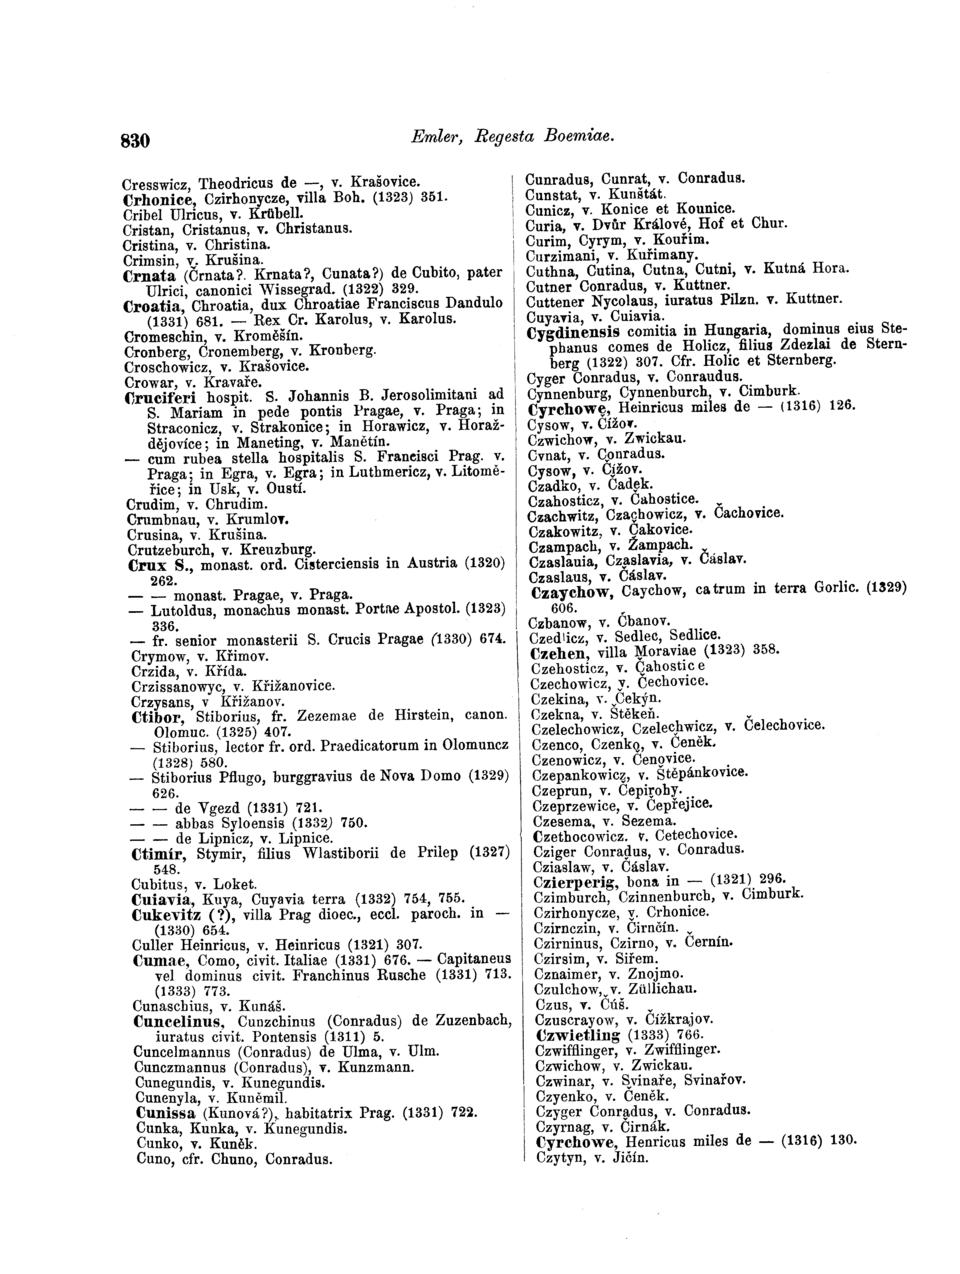 830
Emler, Regesta Boemiae.
Cresswicz, Theodricus de —, v. Krašovice.
Crhonice, Czirhonycze, villa Boh. (1323) 351.
Cribel Ulricus, v. Krůbell.
Cristan, Cristanus, v. Christanus.
Cristina, v. Christina.
Crimsin, v. Krušina.
Crnata (Črnata?. Krnata?, Cunata?) de Cubito, pater
Ulrici, canonici Wissegrad. (1322) 329.
Croatia, Chroatia, dux Chroatiae Franciscus Dandulo
(1331) 681. — Rex Cr. Karolus, v. Karolus.
Cromeschin, v. Kroměšín.
Cronberg, Cronemberg, v. Kronberg.
Croschowicz, v. Krašovice.
Crowar, v. Kravaře.
Cruciferi hospit. S. Johannis B. Jerosolimitani ad
S. Mariam in pede pontis Pragae, v. Praga; in
Straconicz, v. Strakonice; in Horawicz, v. Horaž-
dějovice; in Maneting, v. Manětín.
— cum rubea stella hospitalis S. Francisci Prag. v.
Praga; in Egra, v. Egra; in Luthmericz, v. Litomě-
řice; in Usk, v. Oustí.
Crudim, v. Chrudim.
Crumbnau, v. Krumlov.
Crusina, v. Krušina.
Crutzeburch, v. Kreuzburg.
Crux S., monast. ord. Cisterciensis in Austria (1320)
262.
— — monast. Pragae, v. Praga.
— Lutoldus, monachus monast. Portae Apostol. (1323)
336.
— fr. senior monasterii S. Crucis Pragae (1330) 674.
Crymow, v. Křimov.
Crzida, v. Křída.
Crzissanowyc, v. Křižanovice.
Crzysans, v Křižanov.
Ctibor, Stiborius, fr. Zezemae de Hirstein, canon.
Olomuc. (1325) 407.
— Stiborius, lector fr. ord. Praedicatorum in Olomuncz
(1328) 580.
— Stiborius Pflugo, burggravius de Nova Domo (1329)
626.
— — de Vgezd (1331) 721.
— — abbas Syloensis (1332) 750.
— — de Lipnicz, v. Lipnice.
Ctimír, Stymir, filius Wlastiborii de Prilep (1327)
548.
Cubitus, v. Loket.
Cuiavia, Kuya, Cuyavia terra (1332) 754, 755.
Cukevitz (?), villa Prag dioec., eccl. paroch. in —
(1330) 654.
Culler Heinricus, v. Heinricus (1321) 307.
Cumae, Como, civit. Italiae (1331) 676. — Capitaneus
vel dominus civit. Franchinus Rusche (1331) 713.
(1333) 773.
Cunaschius, v. Kunáš.
Cuncelinus, Cunzchinus (Conradus) de Zuzenbach,
iuratus civit. Pontensis (1311) 5.
Cuncelmannus (Conradus) de Ulma, v. Ulm.
Cunczmannus (Conradus), v. Kunzmann.
Cunegundis, v. Kunegundis.
Cunenyla, v. Kuněmil.
Cunissa (Kunová?), habitatrix Prag. (1331) 722.
Cunka, Kunka, v. Kunegundis.
Cunko, v. Kuněk.
Cuno, cfr. Chuno, Conradus.
Cunradus, Cunrat, v. Conradus.
Cunstat, v. Kunštát.
Cunicz, v. Konice et Kounice.
Curia, v. Dvůr Králové, Hof et Chur.
Curim, Cyrym, v. Kouřim.
Curzimani, v. Kuřimany.
Cuthna, Cutina, Cutna, Cutni, v. Kutná Hora.
Cutner Conradus, v. Kuttner.
Cuttener Nycolaus, iuratus Pilzn. v. Kuttner.
Cuyavia, v. Cuiavia.
Cygdinensis comitia in Hungaria, dominus eius Ste-
phanus comes de Holicz, filius Zdezlai de Stern-
berg (1322) 307. Cfr. Holic et Sternberg.
Cyger Conradus, v. Conraudus.
Cynnenburg, Cynnenburch, v. Cimburk.
Cyrchowę, Heinricus miles de — (1316) 126.
Cysow, v. Čížov.
Czwichow, v. Zwickau.
Cvnat, v. Conradus.
Cysow, v. Čížov.
Czadko, v. Čadek.
Czahosticz, v. Čahostice.
Czachwitz, Czachowicz, v. Čachovice.
Czakowitz, v. Čakovice.
Czampach, v. Žampach.
Czaslauia, Czaslavia, v. Čáslav.
Czaslaus, v. Čáslav.
Czaychow, Caychow, catrum in terra Gorlic. (1329)
606.
Czbanow, v. Čbanov.
Czedlicz, v. Sedlec, Sedlice.
Czehen, villa Moraviae (1323) 358.
Czehosticz, v. Čahostice
Czechowicz, v. Čechovice.
Czekina, v. Čekýn.
Czekna, v. Štěkeň.
Czelechowicz, Czelechwicz, v. Čelechovice.
Czenco, Czenko, v. Čeněk.
Czenowicz, v. Čenovice.
Czepankowicz, v. Štěpánkovice.
Czeprun, v. Čepirohy.
Czeprzewice, v. Čepřejice.
Czesema, v. Sezema.
Czethocowicz. v. Cetechovice.
Cziger Conradus, v. Conradus.
Cziaslaw, v. Čáslav.
Czierperig, bona in — (1321) 296.
Czimburch, Czinnenburch, v. Cimburk.
Czirhonycze, v. Crhonice.
Czirnczin, v. Čirnčín.
Czirninus, Czirno, v. Černín.
Czirsim, v. Siřem.
Cznaimer, v. Znojmo.
Czulchow, v. Züllichau.
Czus, v. Čúš.
Czuscrayow, v. Čížkrajov.
Czwietling (1333) 766.
Czwifflinger, v. Zwifflinger.
Czwichow, v. Zwickau.
Czwinar, v. Svinaře, Svinařov.
Czyenko, v. Čeněk.
Czyger Conradus, v. Conradus.
Czyrnag, v. Čirnák.
Cyrchowe, Henricus miles de — (1316) 130.
Czytyn, v. Jičín.